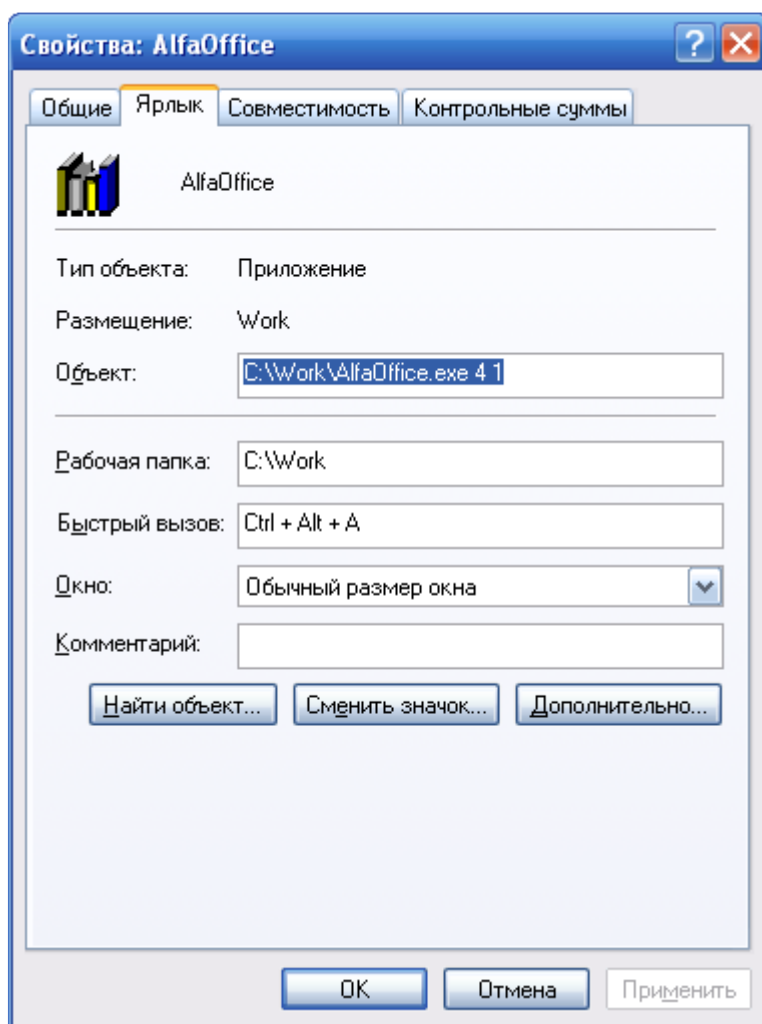 Свойства: AlfaOffice
Общие Ярлык Совместимость Контрольные суммы
AlfaOffice
Тип объекта: Приложение
Размещение: Work
Объект: C:\Work\AlfaOffice.exe 4 1
Рабочая папка: C:\Work
Быстрый вызов: Ctrl + Alt + A
Окно: Обычный размер окна
Комментарий:
Найти объект... Сменить значок... Дополнительно...
OK Отмена Применить